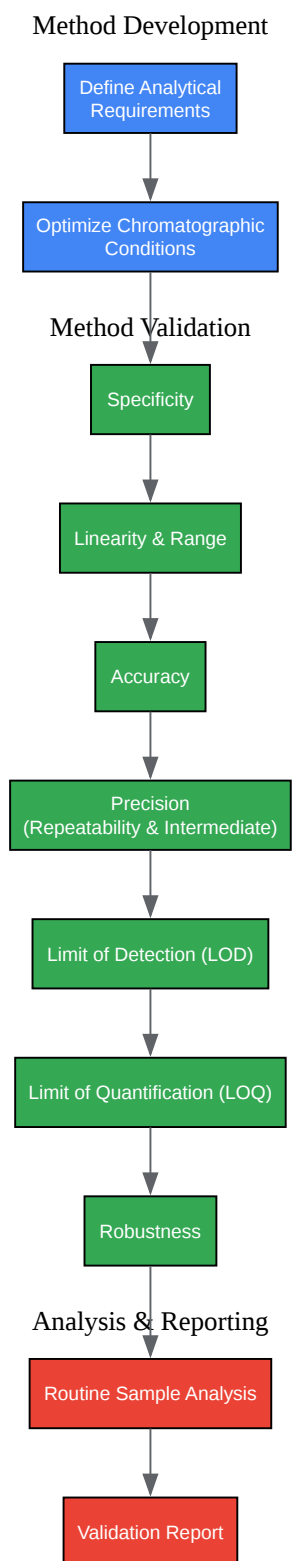 Method Development
Define Analytical
Requirements
Optimize Chromatographic
Conditions
Method Validation
Specificity
Linearity & Range
Accuracy
Precision
(Repeatability & Intermediate)
Limit of Detection (LOD)
Limit of Quantification (LOQ)
Robustness
Analysis & Reporting
Routine Sample Analysis
Validation Report